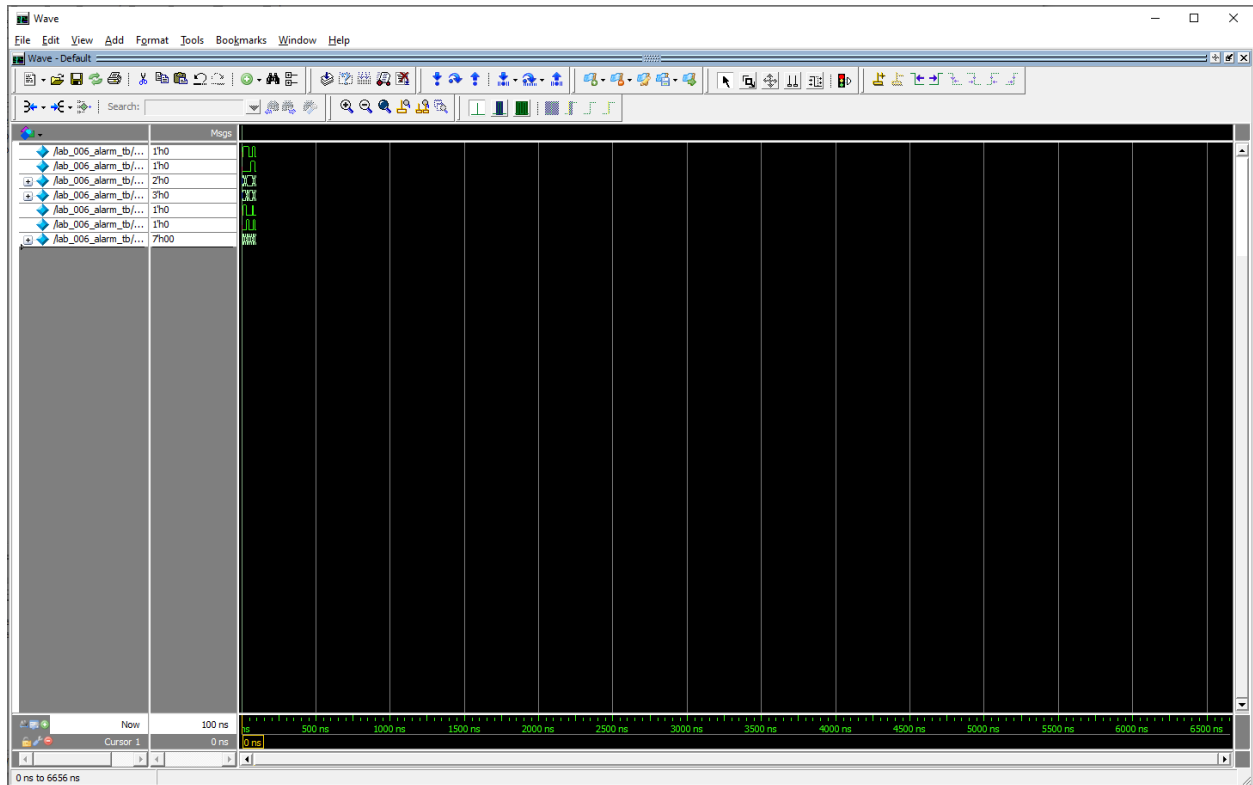 Wave
File Edit View Add Format Tools Bookmarks Window Help
Wave - Default
Search:
Msgs
/lab_006_alarm_tb/... 1'h0
/lab_006_alarm_tb/... 1'h0
/lab_006_alarm_tb/... 2'h0
/lab_006_alarm_tb/... 3'h0
/lab_006_alarm_tb/... 1'h0
/lab_006_alarm_tb/... 1'h0
/lab_006_alarm_tb/... 7'h00
Now 100 ns
ns 500 ns 1000 ns 1500 ns 2000 ns 2500 ns 3000 ns 3500 ns 4000 ns 4500 ns 5000 ns 5500 ns 6000 ns 6500 ns
Cursor 1 0 ns 0 ns
0 ns to 6656 ns